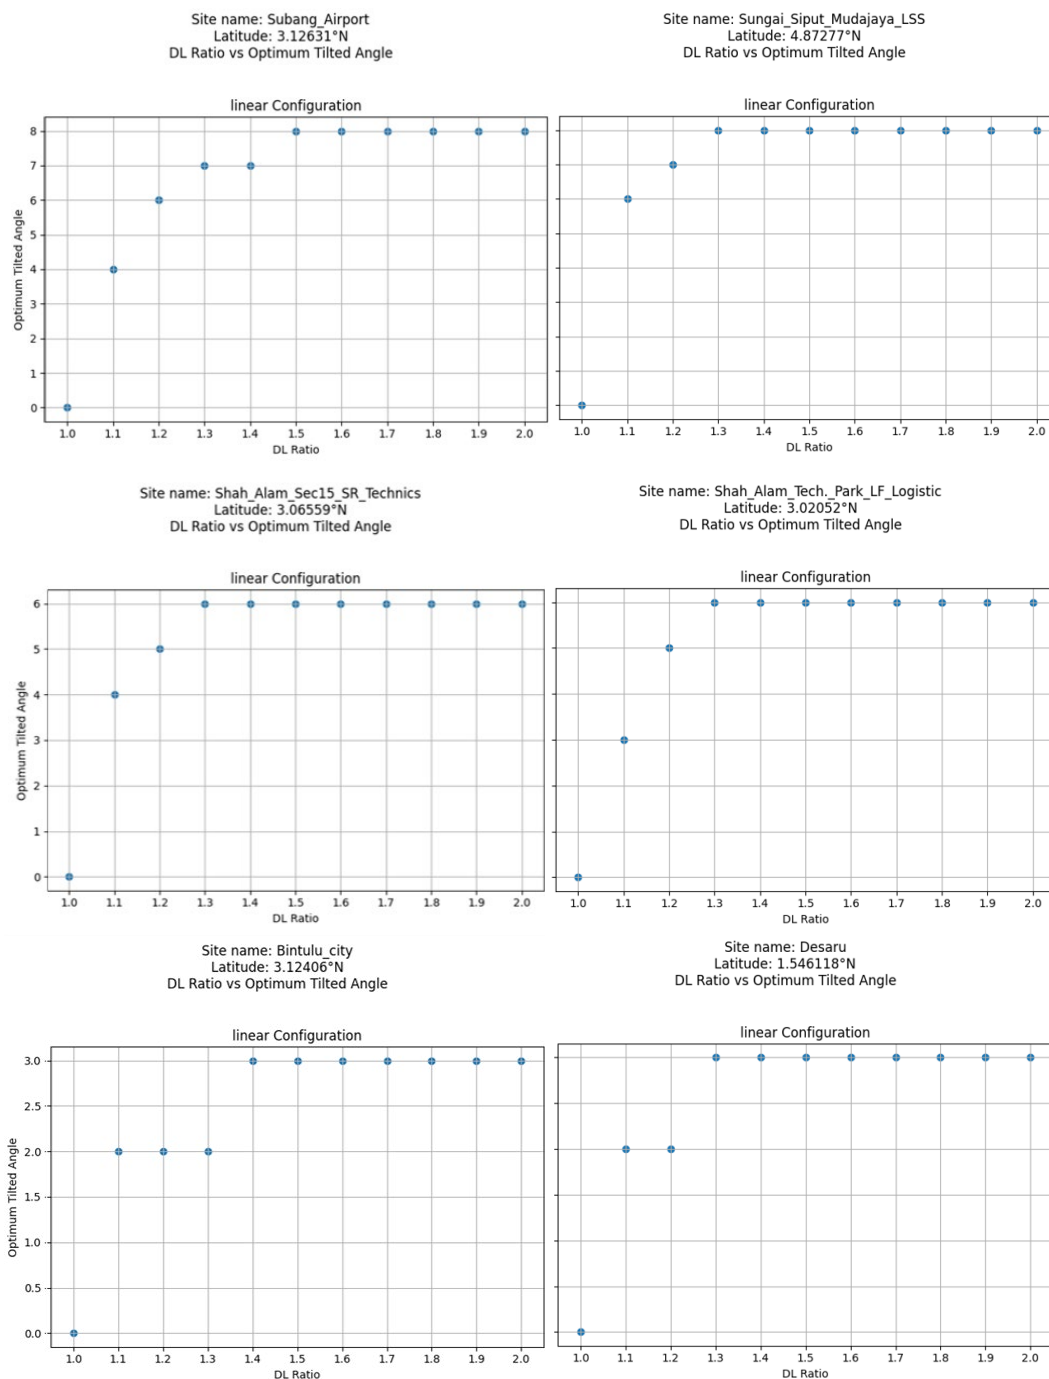 Site name: Subang_Airport
Latitude: 3.12631°N
DL Ratio vs Optimum Tilted Angle
linear Configuration
Optimum Tilted Angle
8
7
6
5
4
3
2
1
0
1.0 1.1 1.2 1.3 1.4 1.5 1.6 1.7 1.8 1.9 2.0
DL Ratio
Site name: Sungai_Siput_Mudajaya_LSS
Latitude: 4.87277°N
DL Ratio vs Optimum Tilted Angle
linear Configuration
1.0 1.1 1.2 1.3 1.4 1.5 1.6 1.7 1.8 1.9 2.0
DL Ratio
Site name: Shah_Alam_Sec15_SR_Technics
Latitude: 3.06559°N
DL Ratio vs Optimum Tilted Angle
linear Configuration
Optimum Tilted Angle
6
5
4
3
2
1
0
1.0 1.1 1.2 1.3 1.4 1.5 1.6 1.7 1.8 1.9 2.0
DL Ratio
Site name: Shah_Alam_Tech._Park_LF_Logistic
Latitude: 3.02052°N
DL Ratio vs Optimum Tilted Angle
linear Configuration
1.0 1.1 1.2 1.3 1.4 1.5 1.6 1.7 1.8 1.9 2.0
DL Ratio
Site name: Bintulu_city
Latitude: 3.12406°N
DL Ratio vs Optimum Tilted Angle
linear Configuration
Optimum Tilted Angle
3.0
2.5
2.0
1.5
1.0
0.5
0.0
1.0 1.1 1.2 1.3 1.4 1.5 1.6 1.7 1.8 1.9 2.0
DL Ratio
Site name: Desaru
Latitude: 1.546118°N
DL Ratio vs Optimum Tilted Angle
linear Configuration
1.0 1.1 1.2 1.3 1.4 1.5 1.6 1.7 1.8 1.9 2.0
DL Ratio